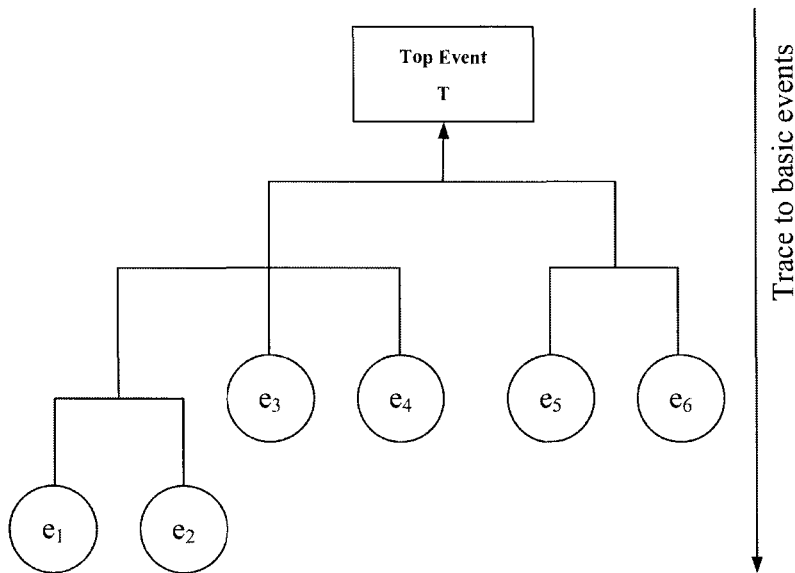 Top Event
T
Trace to basic events
e₃
e₄
e₅
e₆
e₁
e₂